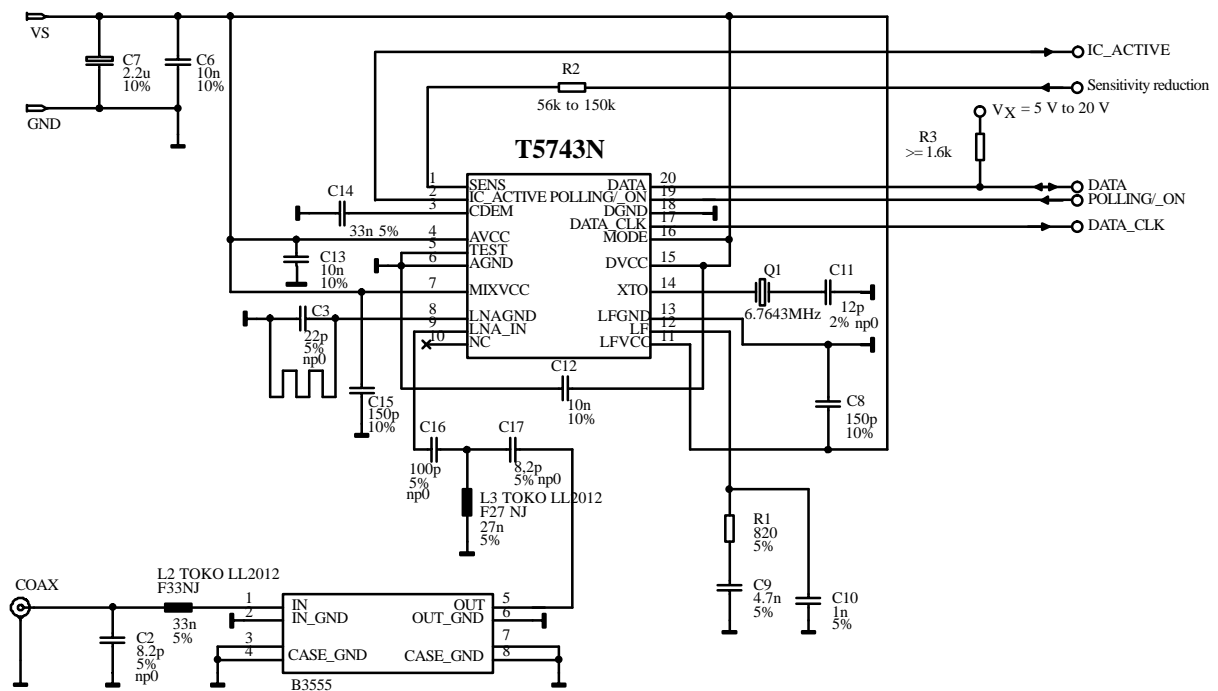 VS
C7
2.2u
10%
C6
10n
10%
GND
IC_ACTIVE
R2
56k to 150k
Sensitivity reduction
VX = 5 V to 20 V
R3
>= 1.6k
T5743N
1 SENS DATA 20
2 IC_ACTIVE POLLING/_ON 19
3 CDEM DGND 18
DATA_CLK 17
4 AVCC MODE 16
5 TEST
6 AGND DVCC 15
7 MIXVCC XTO 14
8 LNAGND LFGND 13
9 LNA_IN LF 12
10 NC LFVCC 11
DATA
POLLING/_ON
DATA_CLK
C14
33n 5%
C13
10n
10%
C3
22p
5%
np0
C15
150p
10%
Q1
6.7643MHz
C11
12p
2% np0
C12
10n
10%
C8
150p
10%
C16
100p
5%
np0
C17
8,2p
5% np0
L3 TOKO LL2012
F27 NJ
27n
5%
R1
820
5%
C9
4.7n
5%
C10
1n
5%
COAX
L2 TOKO LL2012
F33NJ
33n
5%
C2
8.2p
5%
np0
1 IN OUT 5
2 IN_GND OUT_GND 6
3 7
4 CASE_GND CASE_GND 8
B3555